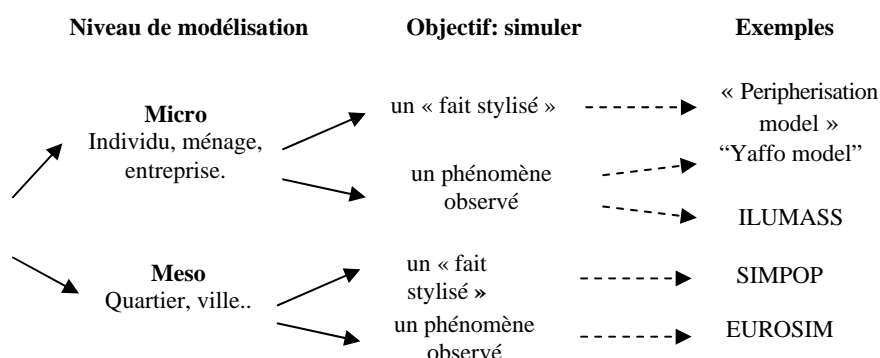 Niveau de modélisation
Objectif: simuler
Exemples
Micro
Individu, ménage,
entreprise.
un « fait stylisé »
« Peripherisation
model »
un phénomène
observé
“Yaffo model”
ILUMASS
Meso
Quartier, ville..
un « fait
stylisé »
SIMPOP
un phénomène
observé
EUROSIM